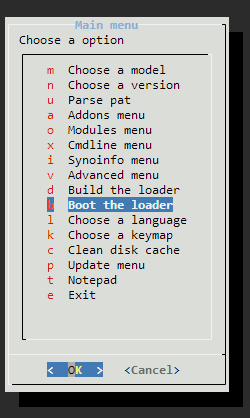 Main menu
Choose a option
m Choose a model
n Choose a version
u Parse pat
a Addons menu
o Modules menu
x Cmdline menu
i Synoinfo menu
v Advanced menu
d Build the loader
b Boot the loader
l Choose a language
k Choose a keymap
c Clean disk cache
p Update menu
t Notepad
e Exit
< OK > <Cancel>